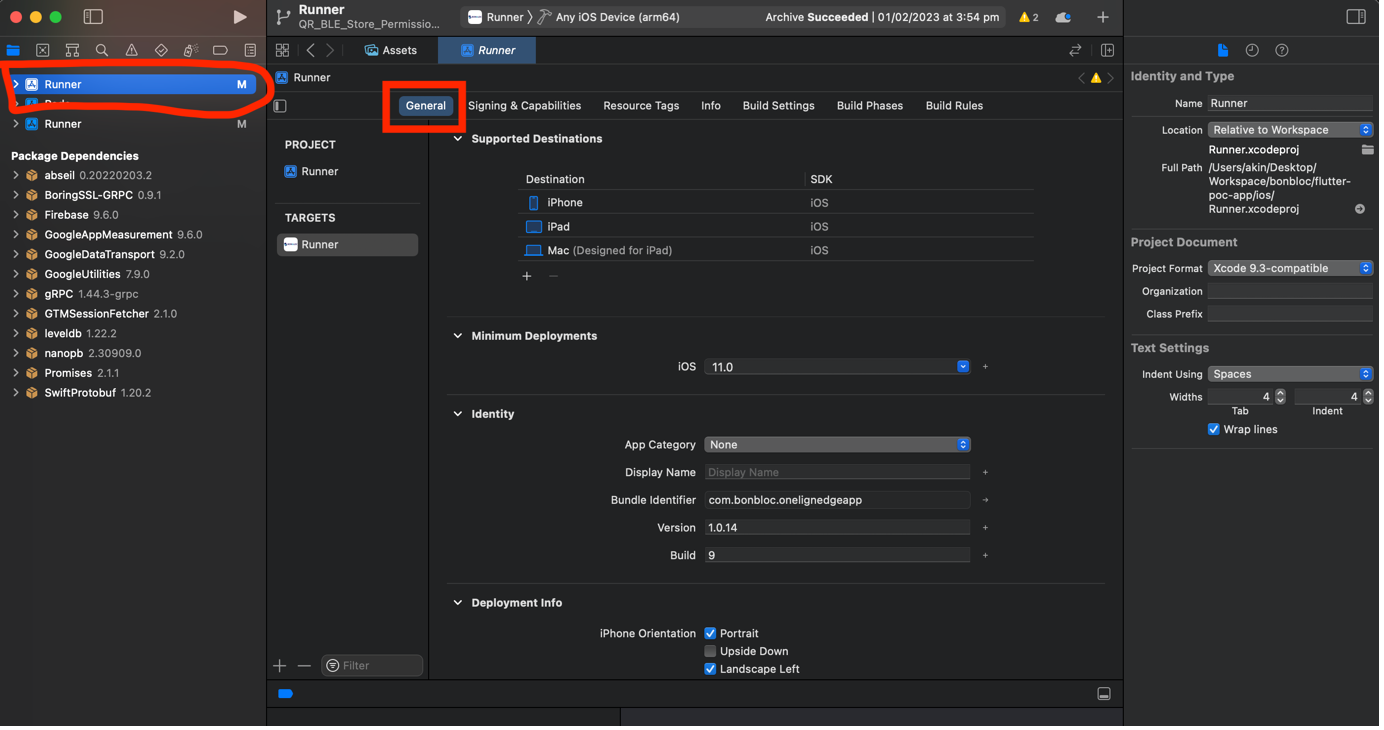 Runner
QR_BLE_Store_Permissio...
Runner
Any iOS Device (arm64)
Archive Succeeded | 01/02/2023 at 3:54 pm
2
Assets
Runner
Runner M
Runner M
Package Dependencies
abseil 0.20220203.2
BoringSSL-GRPC 0.9.1
Firebase 9.6.0
GoogleAppMeasurement 9.6.0
GoogleDataTransport 9.2.0
GoogleUtilities 7.9.0
gRPC 1.44.3-grpc
GTMSessionFetcher 2.1.0
leveldb 1.22.2
nanopb 2.30909.0
Promises 2.1.1
SwiftProtobuf 1.20.2
Runner
General
Signing & Capabilities
Resource Tags
Info
Build Settings
Build Phases
Build Rules
PROJECT
Runner
TARGETS
Runner
Filter
Supported Destinations
Destination SDK
iPhone iOS
iPad iOS
Mac (Designed for iPad) iOS
Minimum Deployments
iOS 11.0
Identity
App Category None
Display Name Display Name
Bundle Identifier com.bonbloc.onelignedgeapp
Version 1.0.14
Build 9
Deployment Info
iPhone Orientation Portrait
Upside Down
Landscape Left
Identity and Type
Name Runner
Location Relative to Workspace
Runner.xcodeproj
Full Path /Users/akin/Desktop/
Workspace/bonbloc/flutter-
poc-app/ios/
Runner.xcodeproj
Project Document
Project Format Xcode 9.3-compatible
Organization
Class Prefix
Text Settings
Indent Using Spaces
Widths 4 4
Tab Indent
Wrap lines